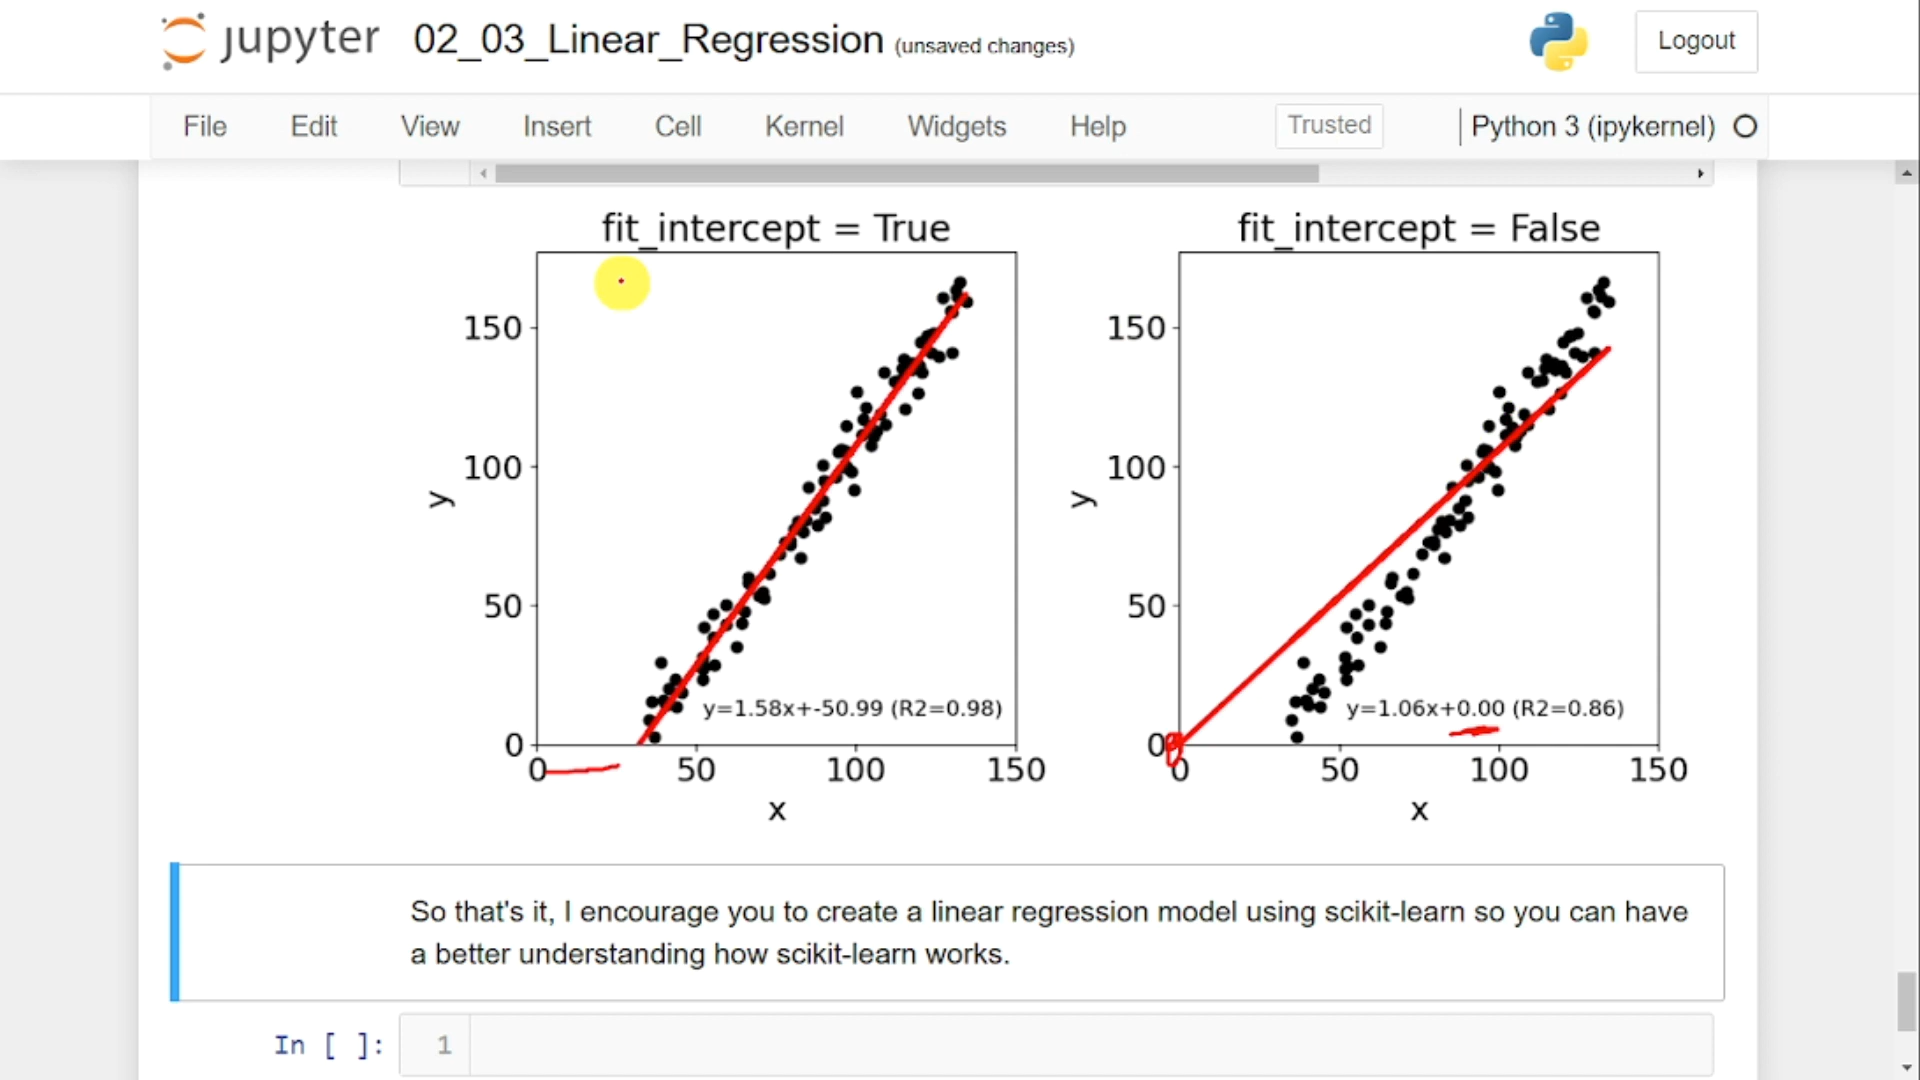 jupyter 02_03_Linear_Regression (unsaved changes) Logout
File Edit View Insert Cell Kernel Widgets Help Trusted Python 3 (ipykernel)
fit_intercept = True
150
100
50
0
y
y=1.58x+-50.99 (R2=0.98)
0 50 100 150
x
fit_intercept = False
150
100
50
0
y
y=1.06x+0.00 (R2=0.86)
0 50 100 150
x
So that's it, I encourage you to create a linear regression model using scikit-learn so you can have
a better understanding how scikit-learn works.
In [ ]: 1